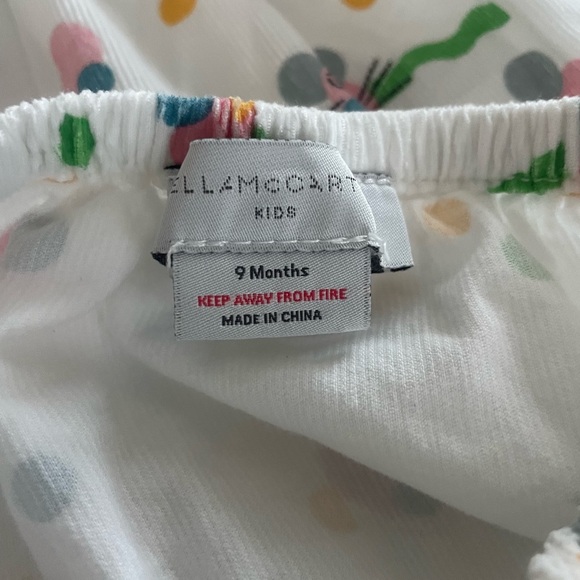 ELLAMCCART
KIDS
9 Months
KEEP AWAY FROM FIRE
MADE IN CHINA